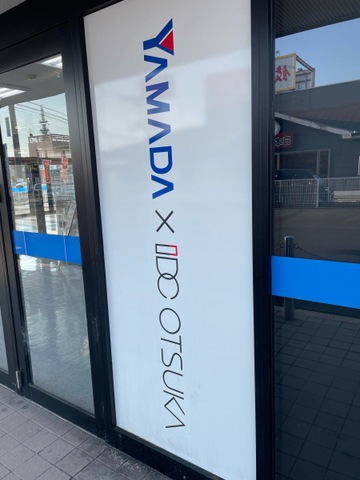 YAMADA × IDC OTSUKA